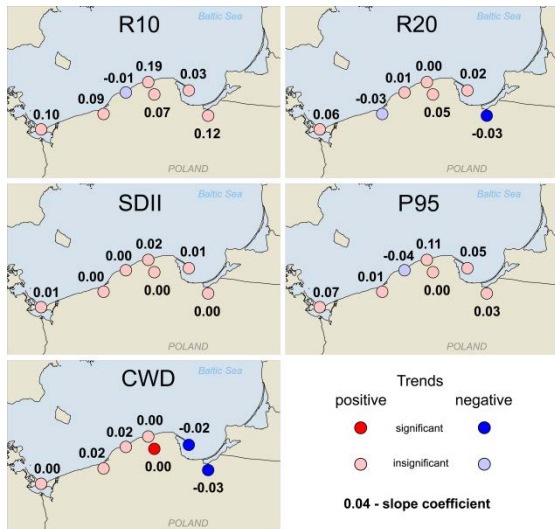 Baltic Sea
R10
0.19
-0.01
0.03
0.09
0.10
0.07
0.12
POLAND
Baltic Sea
R20
0.00
0.01
0.02
-0.03
0.06
0.05
-0.03
POLAND
Baltic Sea
SDII
0.02
0.00
0.01
0.00
0.01
0.00
0.00
POLAND
Baltic Sea
P95
0.11
-0.04
0.05
0.01
0.07
0.00
0.03
POLAND
Baltic Sea
CWD
0.00
-0.02
0.02
0.02
0.00
0.00
-0.03
POLAND
Trends
positive negative
significant
insignificant
0.04 - slope coefficient